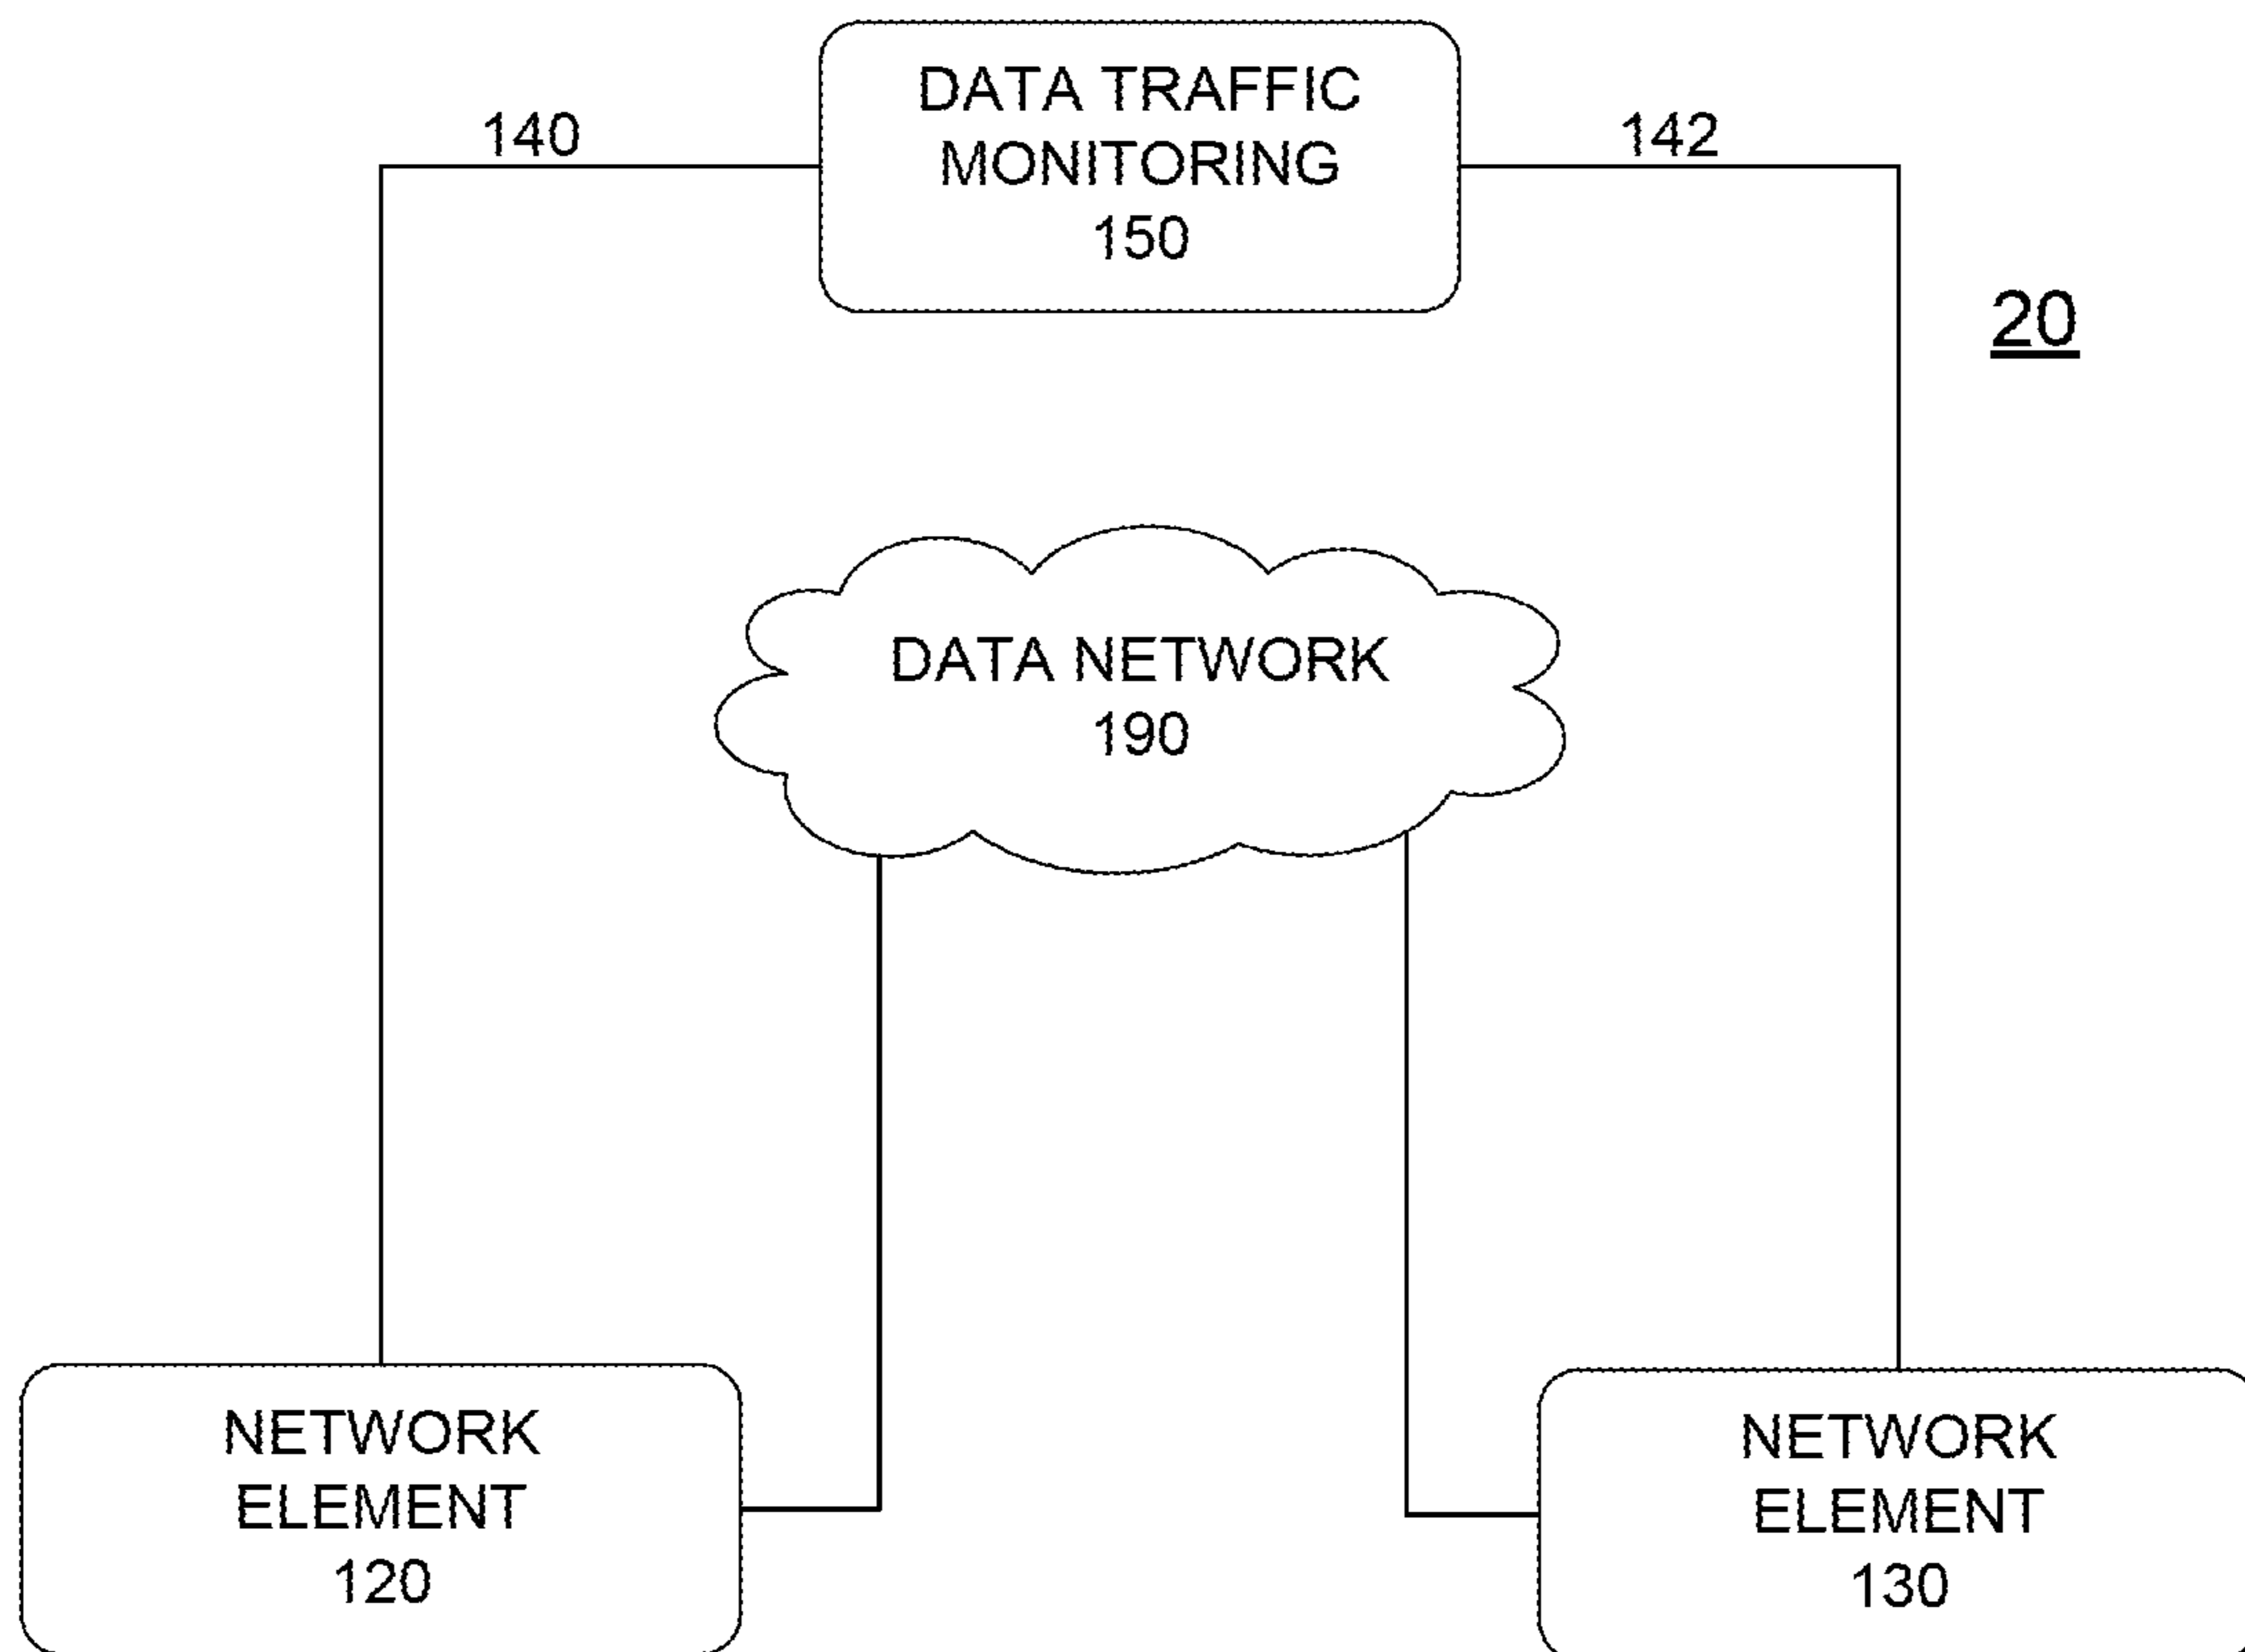 DATA TRAFFIC
MONITORING
150
140
142
20
DATA NETWORK
190
NETWORK
ELEMENT
120
NETWORK
ELEMENT
130